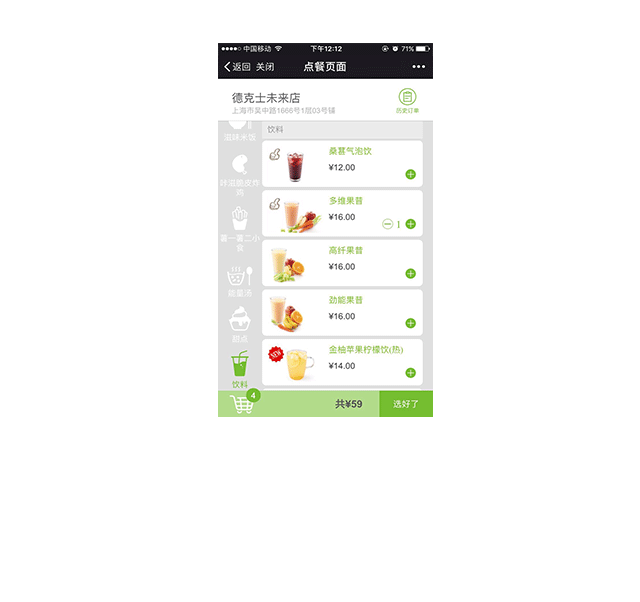 中国移动 下午12:12 71%
返回 关闭 点餐页面
德克士未来店
上海市吴中路1666号1层03号铺
历史订单
滋味米饭
饮料
桑葚气泡饮
¥12.00
咔滋脆皮炸
鸡
多维果昔
¥16.00
1
薯一薯二小
食
高纤果昔
¥16.00
能量汤
劲能果昔
¥16.00
甜点
NEW
金柚苹果柠檬饮(热)
¥14.00
饮料
4
共¥59
选好了